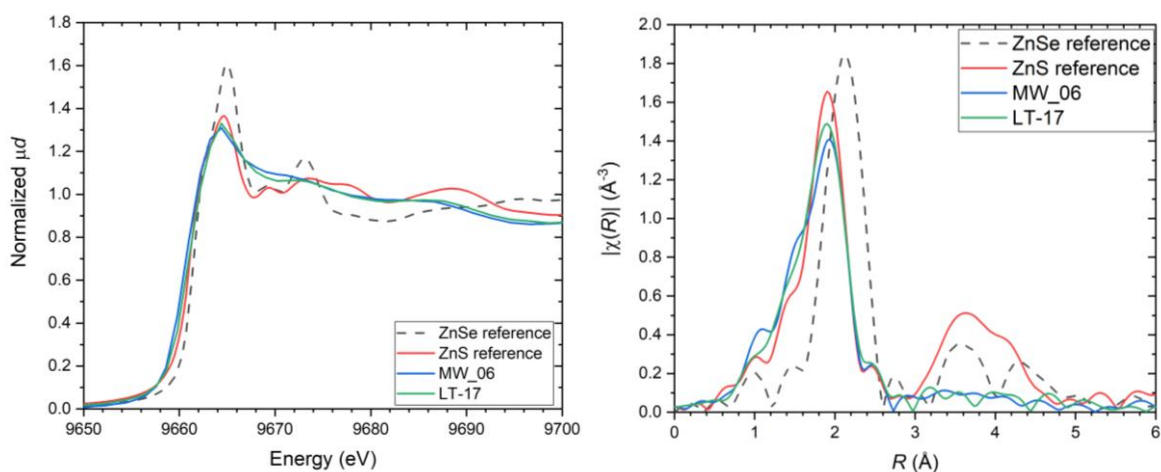 1.8
1.6
1.4
1.2
1.0
0.8
0.6
0.4
0.2
0.0
9650 9660 9670 9680 9690 9700
Normalized μd
Energy (eV)
ZnSe reference
ZnS reference
MW_06
LT-17
2.0
1.8
1.6
1.4
1.2
1.0
0.8
0.6
0.4
0.2
0.0
0 1 2 3 4 5 6
|χ(R)| (Å-3)
R (Å)
ZnSe reference
ZnS reference
MW_06
LT-17